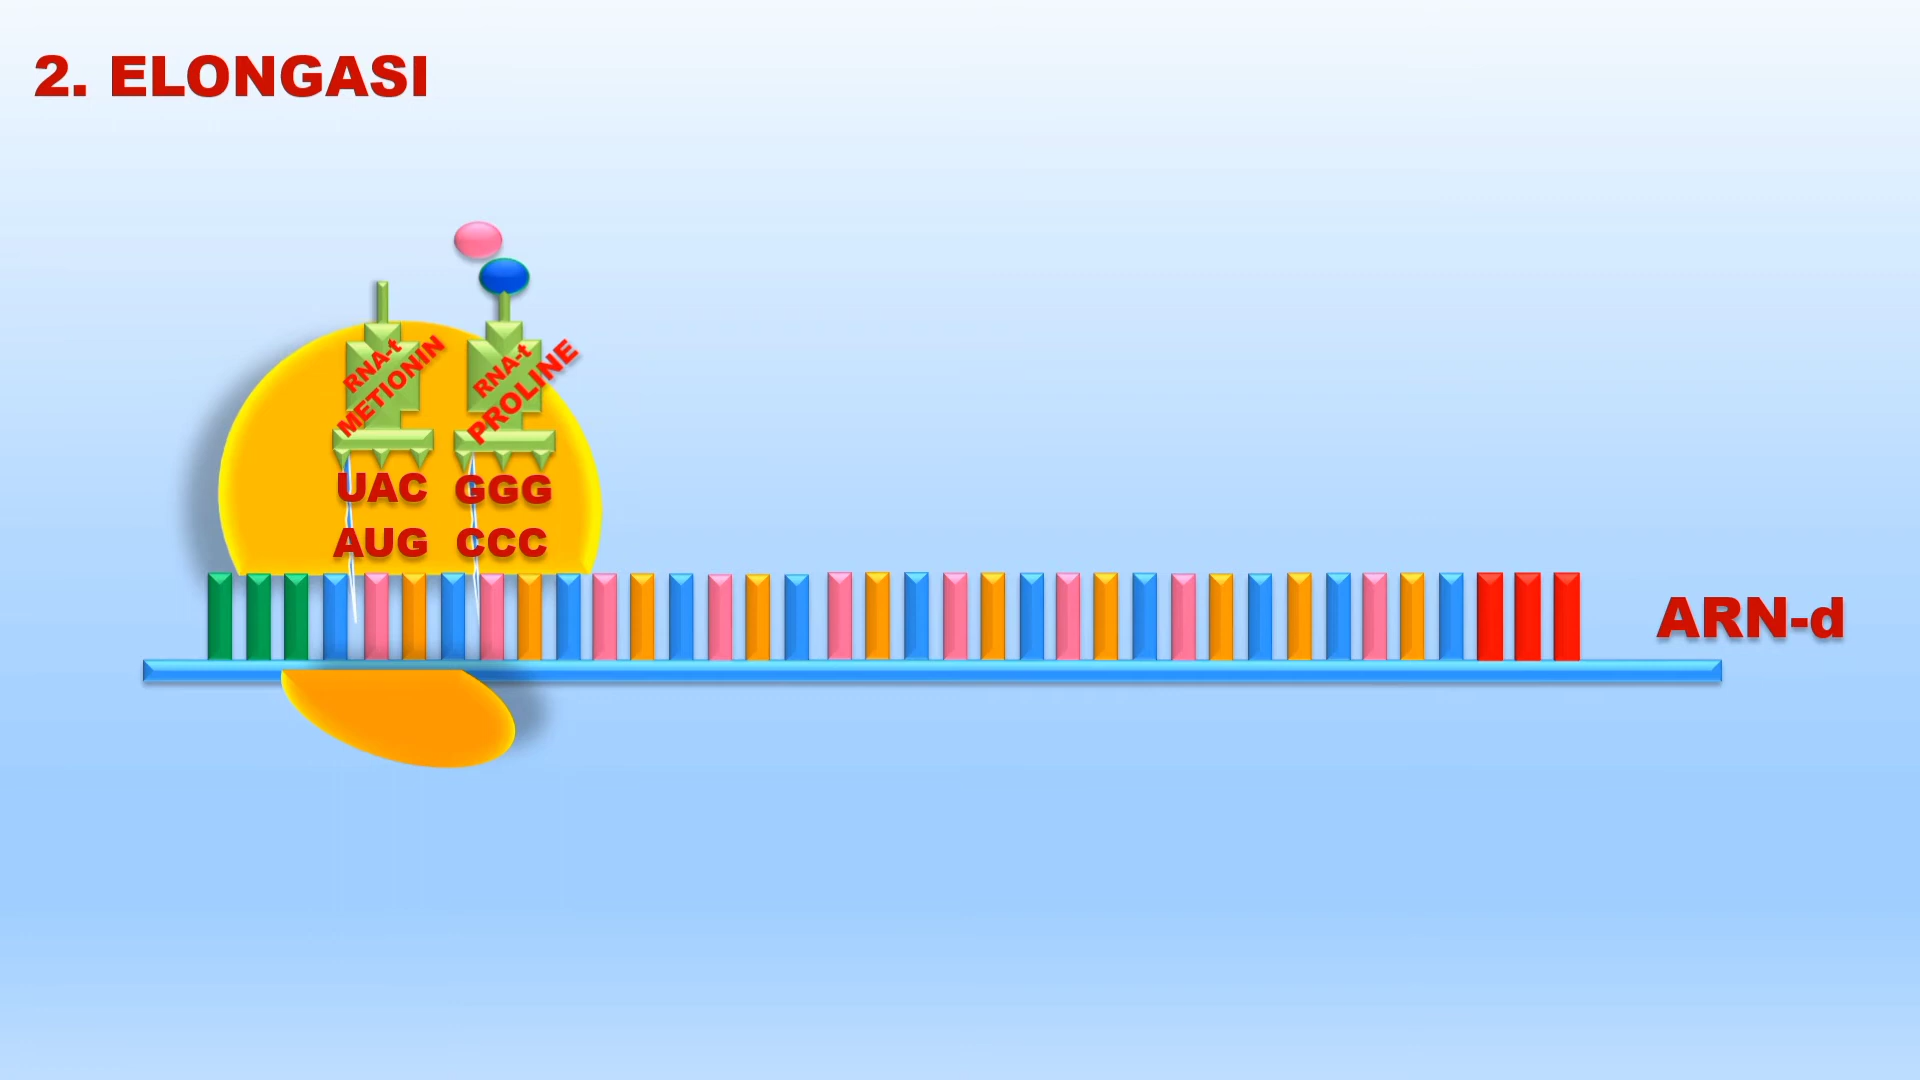 2. ELONGASI
RNA-t
METIONIN
RNA-t
PROLINE
UAC GGG
AUG CCC
ARN-d